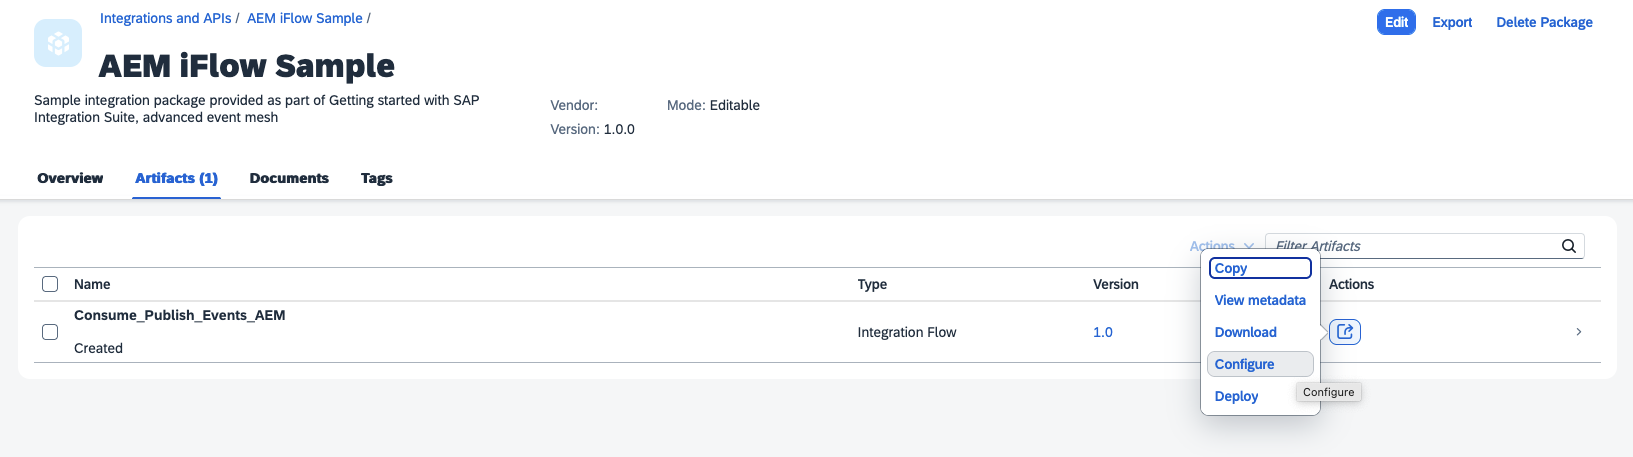 Integrations and APIs / AEM iFlow Sample /
Edit Export Delete Package
AEM iFlow Sample
Sample integration package provided as part of Getting started with SAP
Integration Suite, advanced event mesh
Vendor: Mode: Editable
Version: 1.0.0
Overview Artifacts (1) Documents Tags
Actions Filter Artifacts
Name Type Version Actions
Consume_Publish_Events_AEM
Created
Integration Flow 1.0
Copy
View metadata
Download
Configure
Deploy
Configure